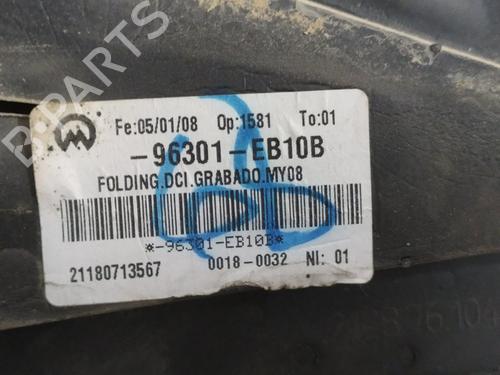 Fe:05/01/08 Op:1581 To:01
-96301-EB10B
FOLDING.DCI.GRABADO.MY08
*-96301-EB10B*
21180713567 0018-0032 NI: 01
B-PARTS